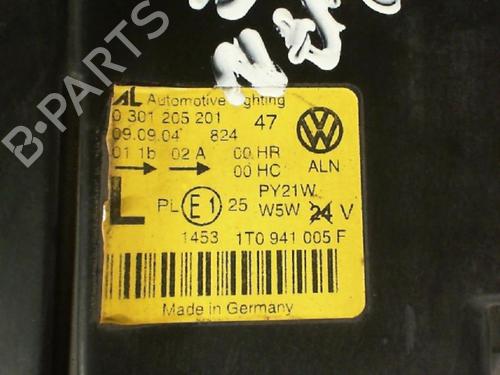 AL Automotive Lighting
0 301 205 201 47
09.09.04 824
01 1b 02 A 00 HR
00 HC
ALN
L PL E1 25
PY21W
W5W 24 V
1453 1T0 941 005 F
Made in Germany
B-PARTS